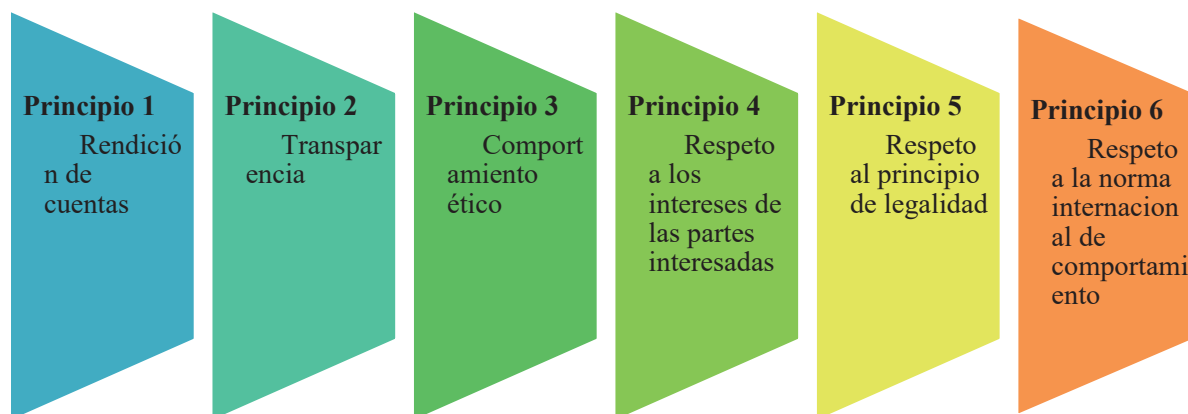 Principio 1
Rendició
n de
cuentas
Principio 2
Transpar
encia
Principio 3
Comport
amiento
ético
Principio 4
Respeto
a los
intereses de
las partes
interesadas
Principio 5
Respeto
al principio
de legalidad
Principio 6
Respeto
a la norma
internacion
al de
comportami
ento